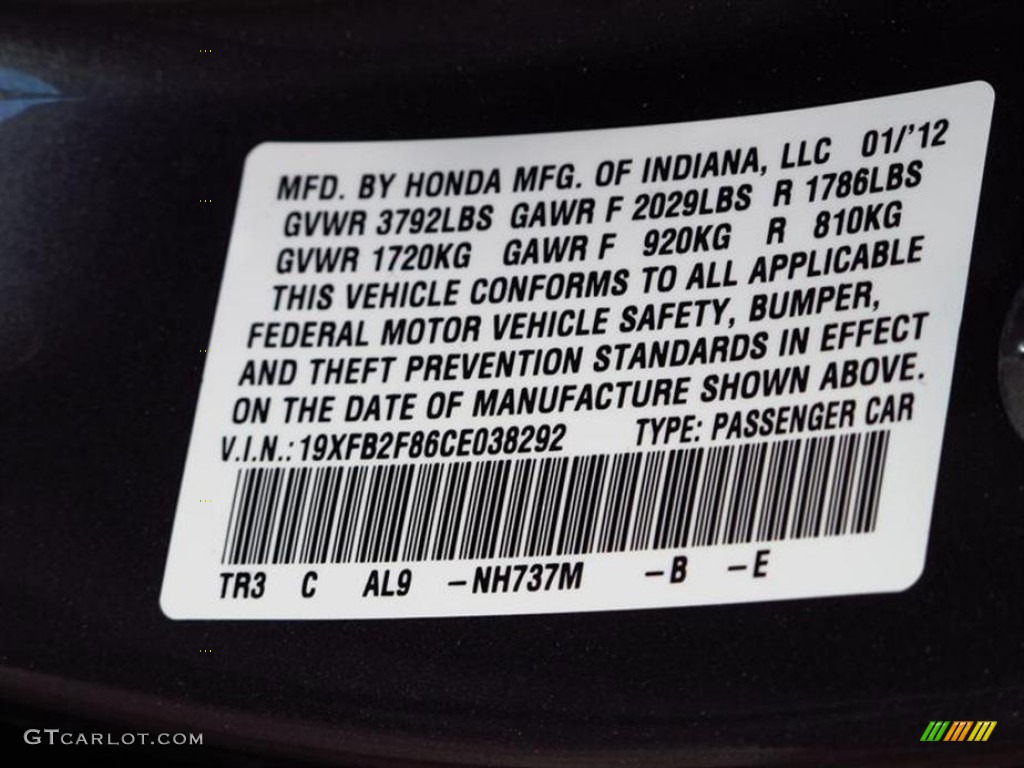 MFD. BY HONDA MFG. OF INDIANA, LLC 01/'12
GVWR 3792LBS GAWR F 2029LBS R 1786LBS
GVWR 1720KG GAWR F 920KG R 810KG
THIS VEHICLE CONFORMS TO ALL APPLICABLE
FEDERAL MOTOR VEHICLE SAFETY, BUMPER,
AND THEFT PREVENTION STANDARDS IN EFFECT
ON THE DATE OF MANUFACTURE SHOWN ABOVE.
V.I.N.: 19XFB2F86CE038292 TYPE: PASSENGER CAR
TR3 C AL9 -NH737M -B -E
GTCARLOT.COM